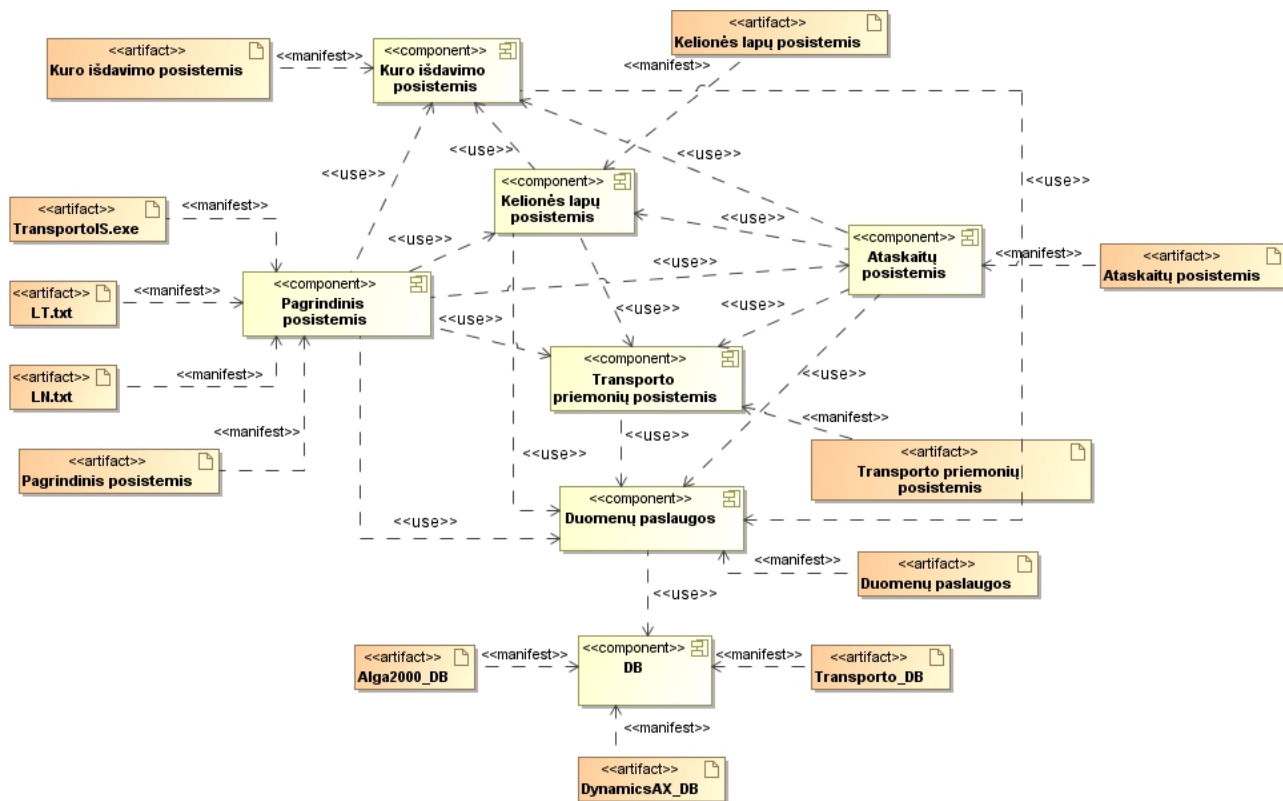 <<artifact>>
Kelionės lapų posistemis
<<artifact>>
Kuro išdavimo posistemis
<<manifest>>
<<component>>
Kuro išdavimo
posistemis
<<manifest>>
<<use>>
<<use>>
<<use>>
<<component>>
Kelionės lapų
posistemis
<<use>>
<<artifact>>
TransportoIS.exe
<<manifest>>
<<use>>
<<use>>
<<component>>
Ataskaitų
posistemis
<<manifest>>
<<artifact>>
Ataskaitų posistemis
<<artifact>>
LT.txt
<<manifest>>
<<component>>
Pagrindinis
posistemis
<<use>>
<<use>>
<<use>>
<<use>>
<<artifact>>
LN.txt
<<manifest>>
<<component>>
Transporto
priemonių posistemis
<<use>>
<<manifest>>
<<manifest>>
<<artifact>>
Pagrindinis posistemis
<<use>>
<<use>>
<<artifact>>
Transporto priemonių
posistemis
<<component>>
Duomenų paslaugos
<<use>>
<<manifest>>
<<artifact>>
Duomenų paslaugos
<<use>>
<<artifact>>
Alga2000_DB
<<manifest>>
<<component>>
DB
<<manifest>>
<<artifact>>
Transporto_DB
<<manifest>>
<<artifact>>
DynamicsAX_DB